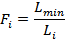 F_i = L_min / L_i